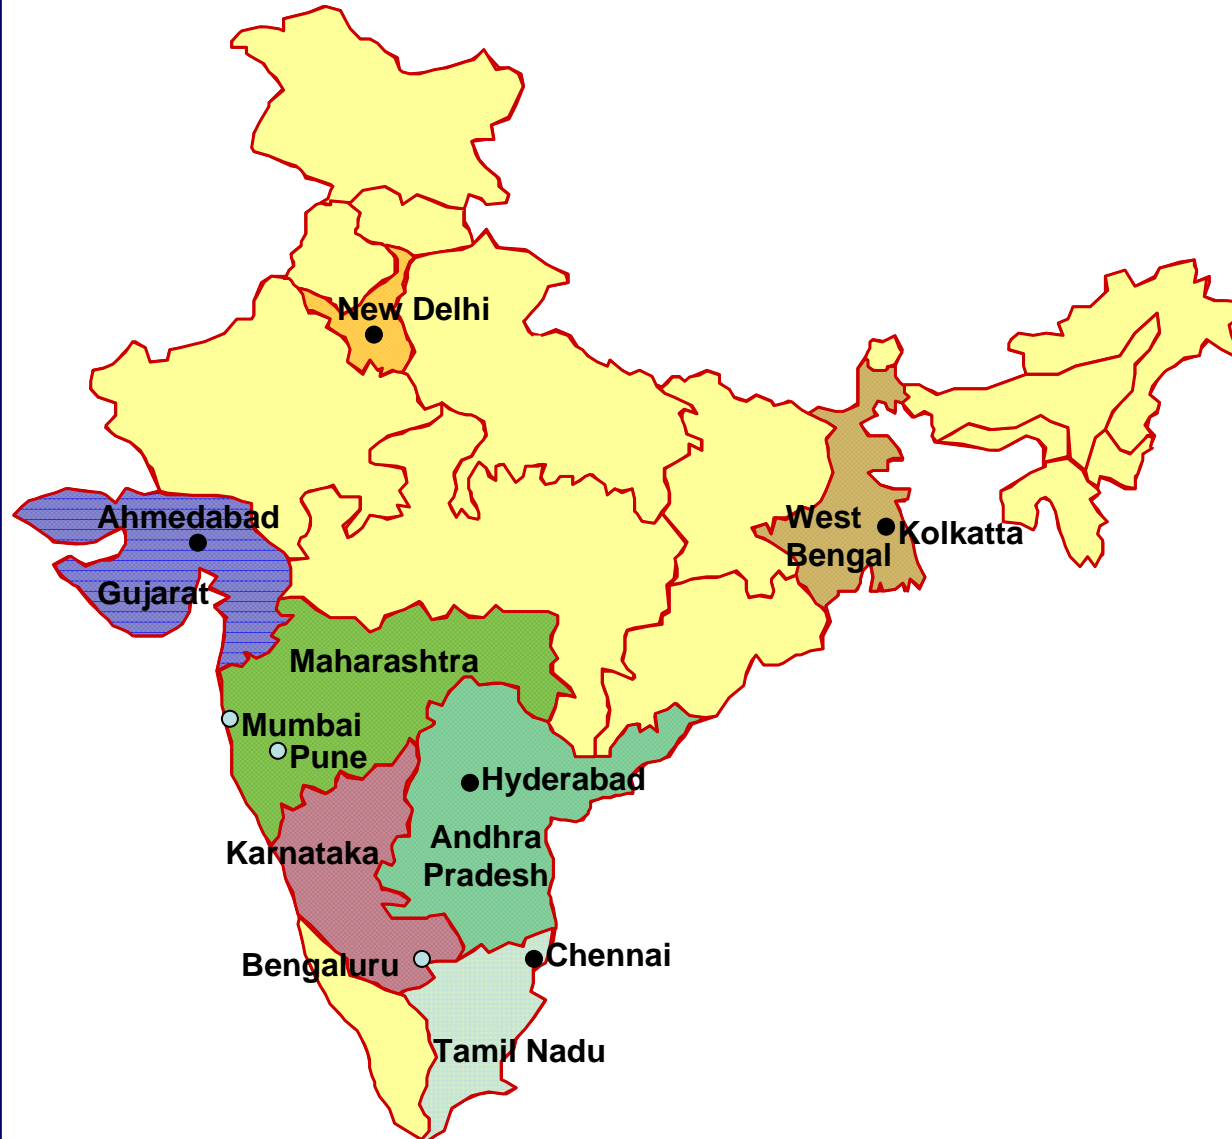 New Delhi
Ahmedabad
West
Bengal
Kolkatta
Gujarat
Maharashtra
Mumbai
Pune
Hyderabad
Andhra
Pradesh
Karnataka
Bengaluru
Chennai
Tamil Nadu